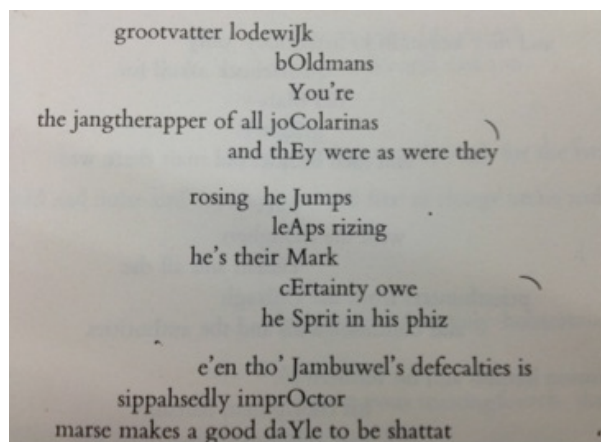 grootvatter lodewiJk
bOldmans
You're
the jangtherapper of all joColarinas
and thEy were as were they
rosing he Jumps
leAps rizing
he's their Mark
cErtainty owe
he Sprit in his phiz
e'en tho' Jambuwel's defecalties is
sippahsedly imprOctor
marse makes a good daYle to be shattat